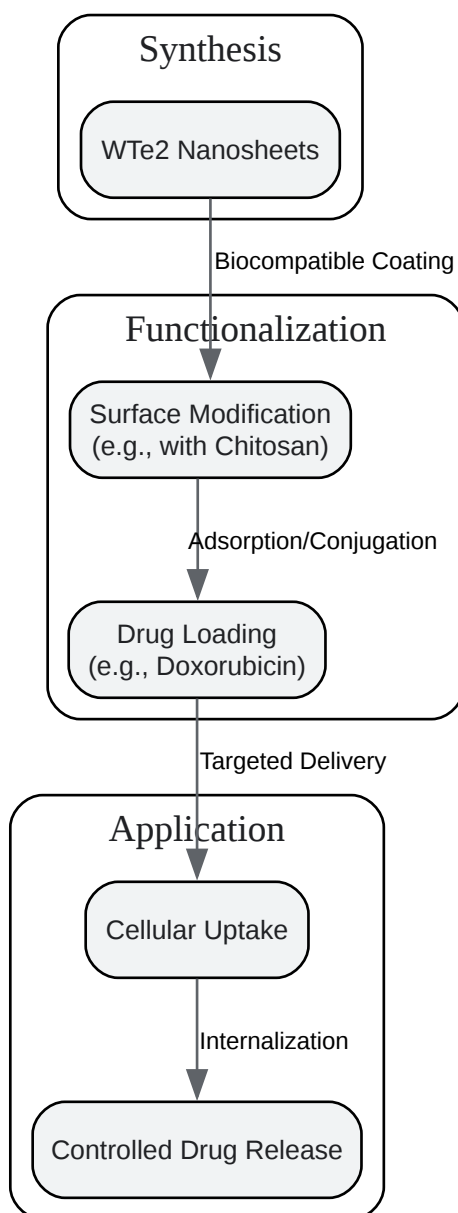 Synthesis
WTe2 Nanosheets
Biocompatible Coating
Functionalization
Surface Modification
(e.g., with Chitosan)
Adsorption/Conjugation
Drug Loading
(e.g., Doxorubicin)
Targeted Delivery
Application
Cellular Uptake
Internalization
Controlled Drug Release